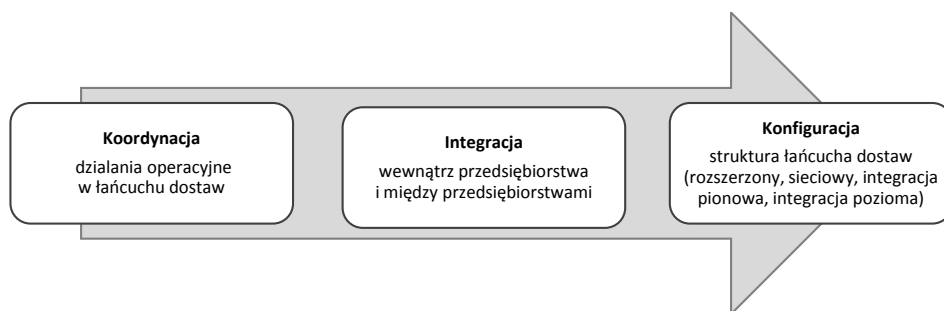 Koordynacja
dzialania operacyjne
w łańcuchu dostaw
Integracja
wewnątrz przedsiębiorstwa
i między przedsiębiorstwami
Konfiguracja
struktura łańcucha dostaw
(rozszerzony, sieciowy, integracja
pionowa, integracja pozioma)